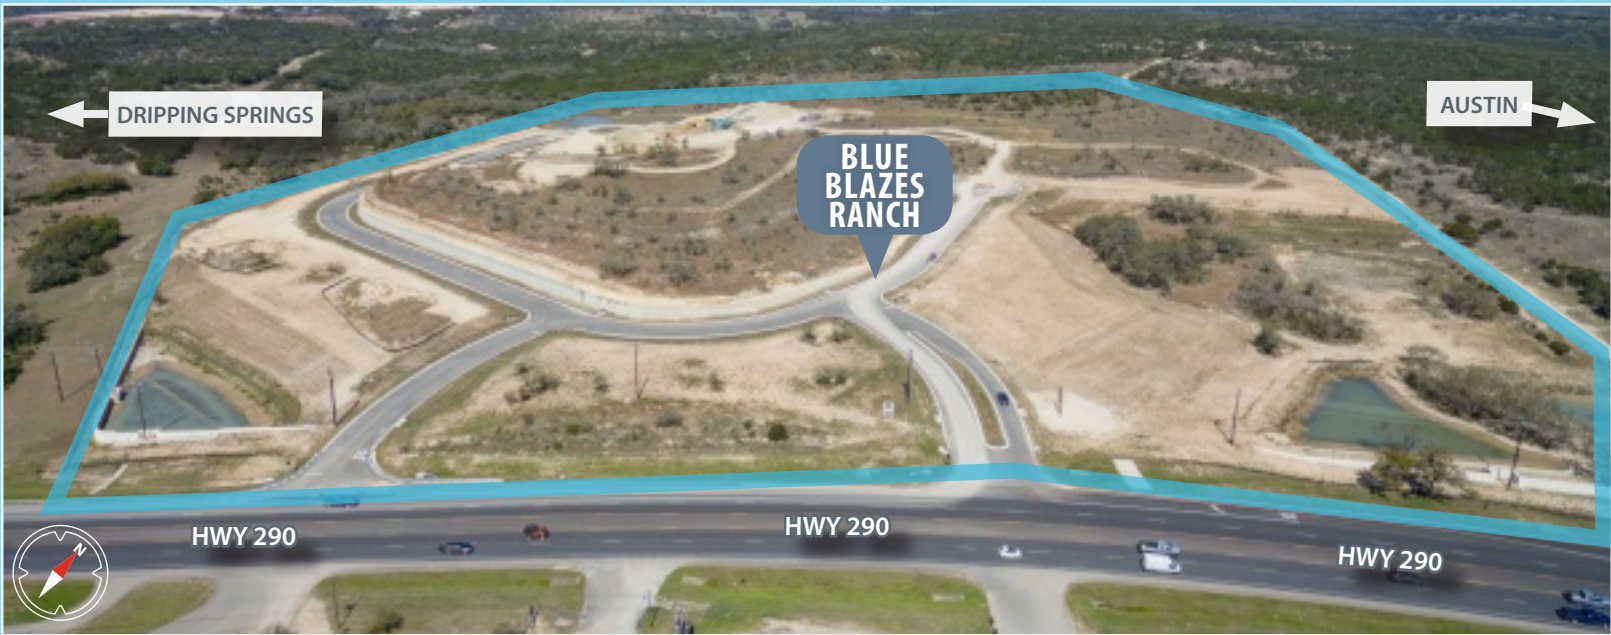 DRIPPING SPRINGS
AUSTIN
BLUE
BLAZES
RANCH
HWY 290
HWY 290
HWY 290
N